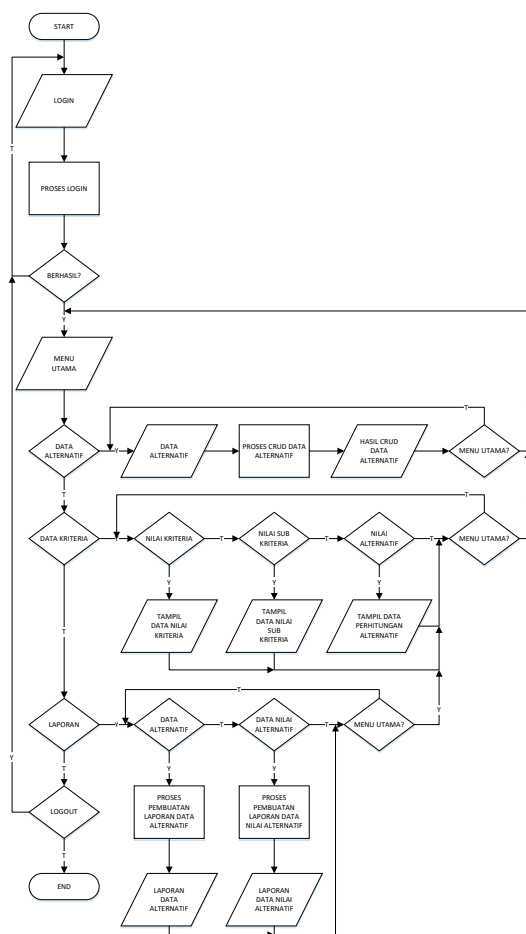 START
LOGIN
T
PROSES LOGIN
BERHASIL?
Y
MENU
UTAMA
T
DATA
ALTERNATIF
Y
DATA
ALTERNATIF
PROSES CRUD DATA
ALTERNATIF
HASIL CRUD
DATA
ALTERNATIF
MENU UTAMA?
T
T
DATA KRITERIA
NILAI KRITERIA
T
NILAI SUB
KRITERIA
T
NILAI
ALTERNATIF
T
MENU UTAMA?
Y
Y
Y
TAMPIL
DATA NILAI
KRITERIA
TAMPIL
DATA NILAI
SUB
KRITERIA
TAMPIL DATA
PERHITUNGAN
ALTERNATIF
T
T
Y
LAPORAN
Y
DATA
ALTERNATIF
T
DATA NILAI
ALTERNATIF
T
MENU UTAMA?
Y
T
Y
Y
LOGOUT
PROSES
PEMBUATAN
LAPORAN DATA
ALTERNATIF
PROSES
PEMBUATAN
LAPORAN DATA
NILAI ALTERNATIF
T
END
LAPORAN
DATA
ALTERNATIF
LAPORAN
DATA NILAI
ALTERNATIF